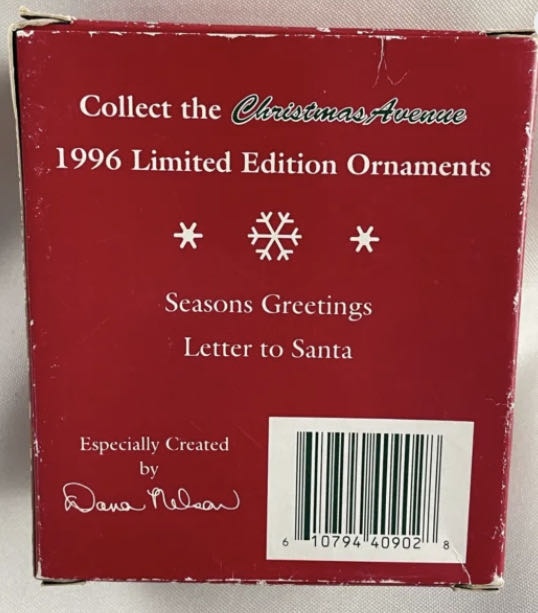 Collect the Christmas Avenue
1996 Limited Edition Ornaments
Seasons Greetings
Letter to Santa
Especially Created
by
Dana Nelson
6 10794 40902 8